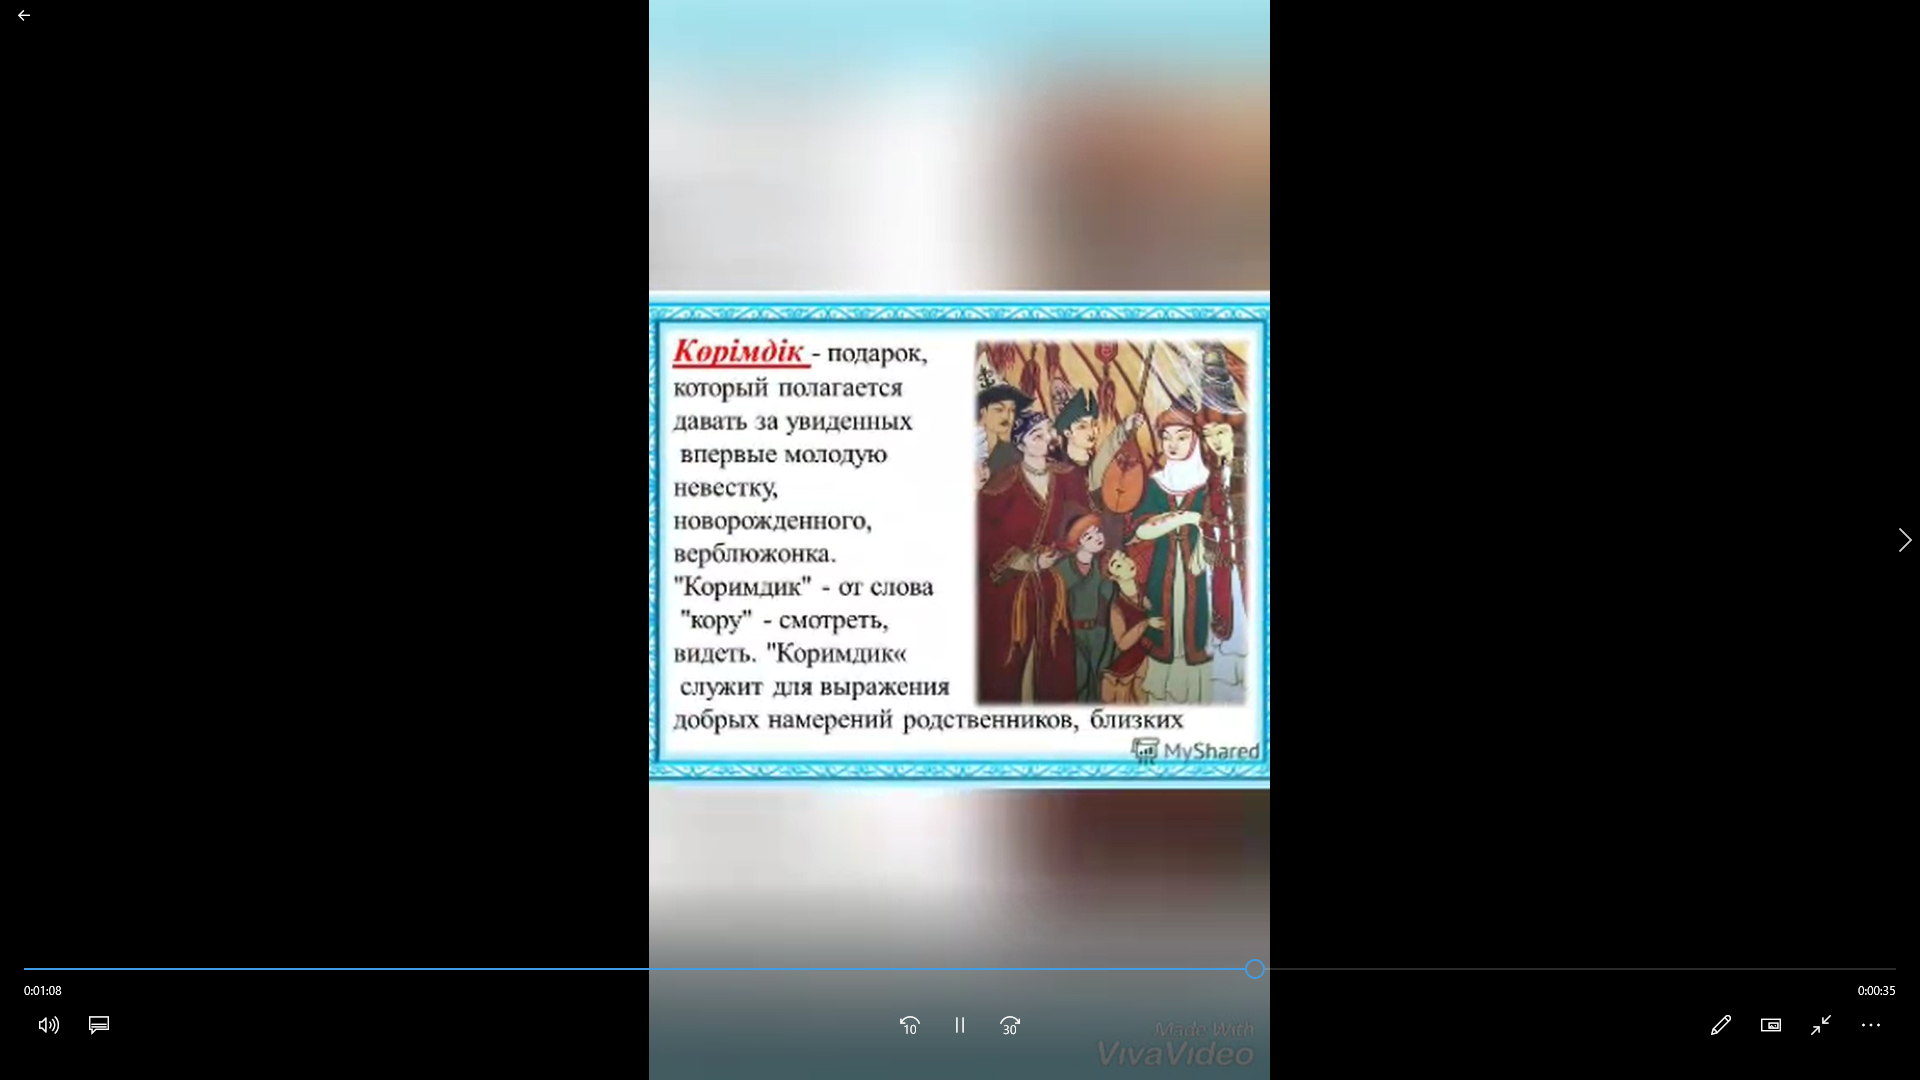 Көрімдік - подарок,
который полагается
давать за увиденных
впервые молодую
невестку,
новорожденного,
верблюжонка.
"Коримдик" - от слова
"кору" - смотреть,
видеть. "Коримдик«
служит для выражения
добрых намерений родственников, близких
MyShared
0:01:08
0:00:35
10
30
Made With
VivaVideo